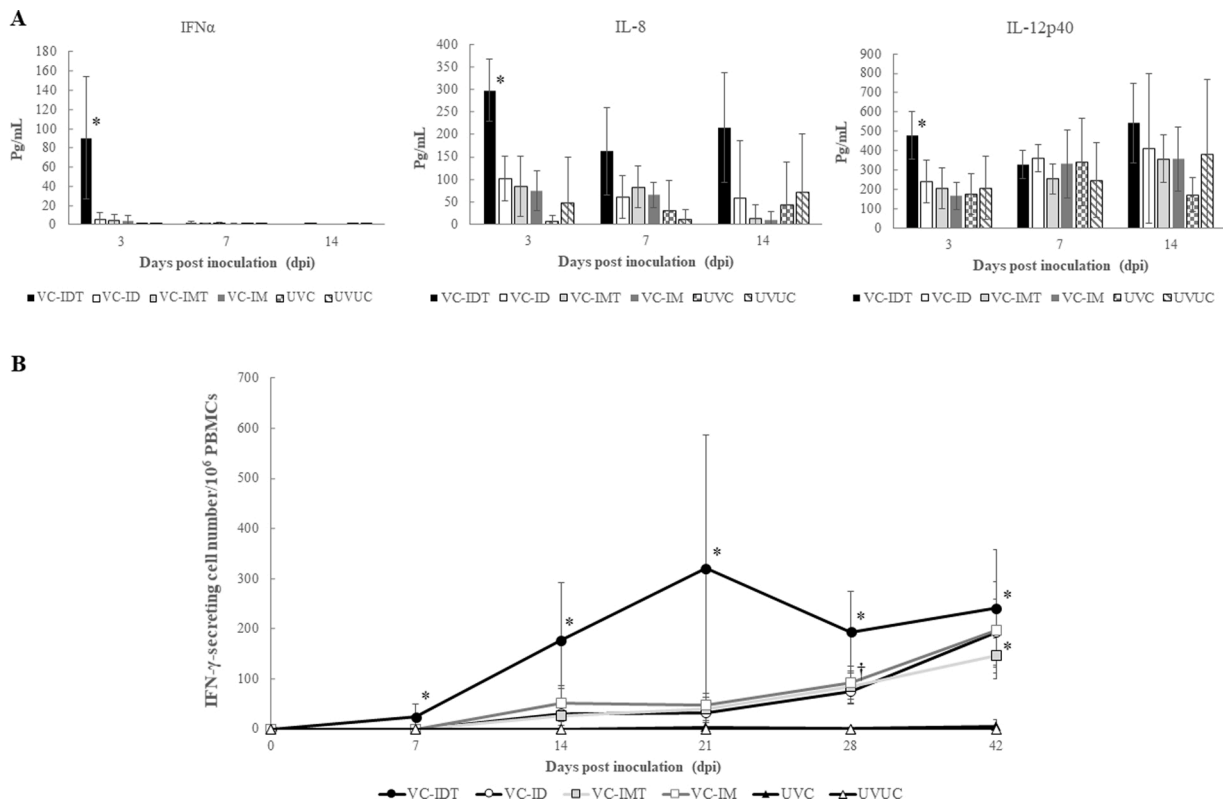 A
IFNα
Pg/mL
180
160
140
120
100
80
60
40
20
0
*
3 7 14
Days post inoculation (dpi)
VC-IDT VC-ID VC-IMT VC-IM UVC UVUC
IL-8
Pg/mL
400
350
300
250
200
150
100
50
0
*
3 7 14
Days post inoculation (dpi)
VC-IDT VC-ID VC-IMT VC-IM UVC UVUC
IL-12p40
Pg/mL
900
800
700
600
500
400
300
200
100
0
*
3 7 14
Days post inoculation (dpi)
VC-IDT VC-ID VC-IMT VC-IM UVC UVUC
B
IFN-γ-secreting cell number/10⁶ PBMCs
700
600
500
400
300
200
100
0
* * * * † * *
0 7 14 21 28 42
Days post inoculation (dpi)
VC-IDT VC-ID VC-IMT VC-IM UVC UVUC